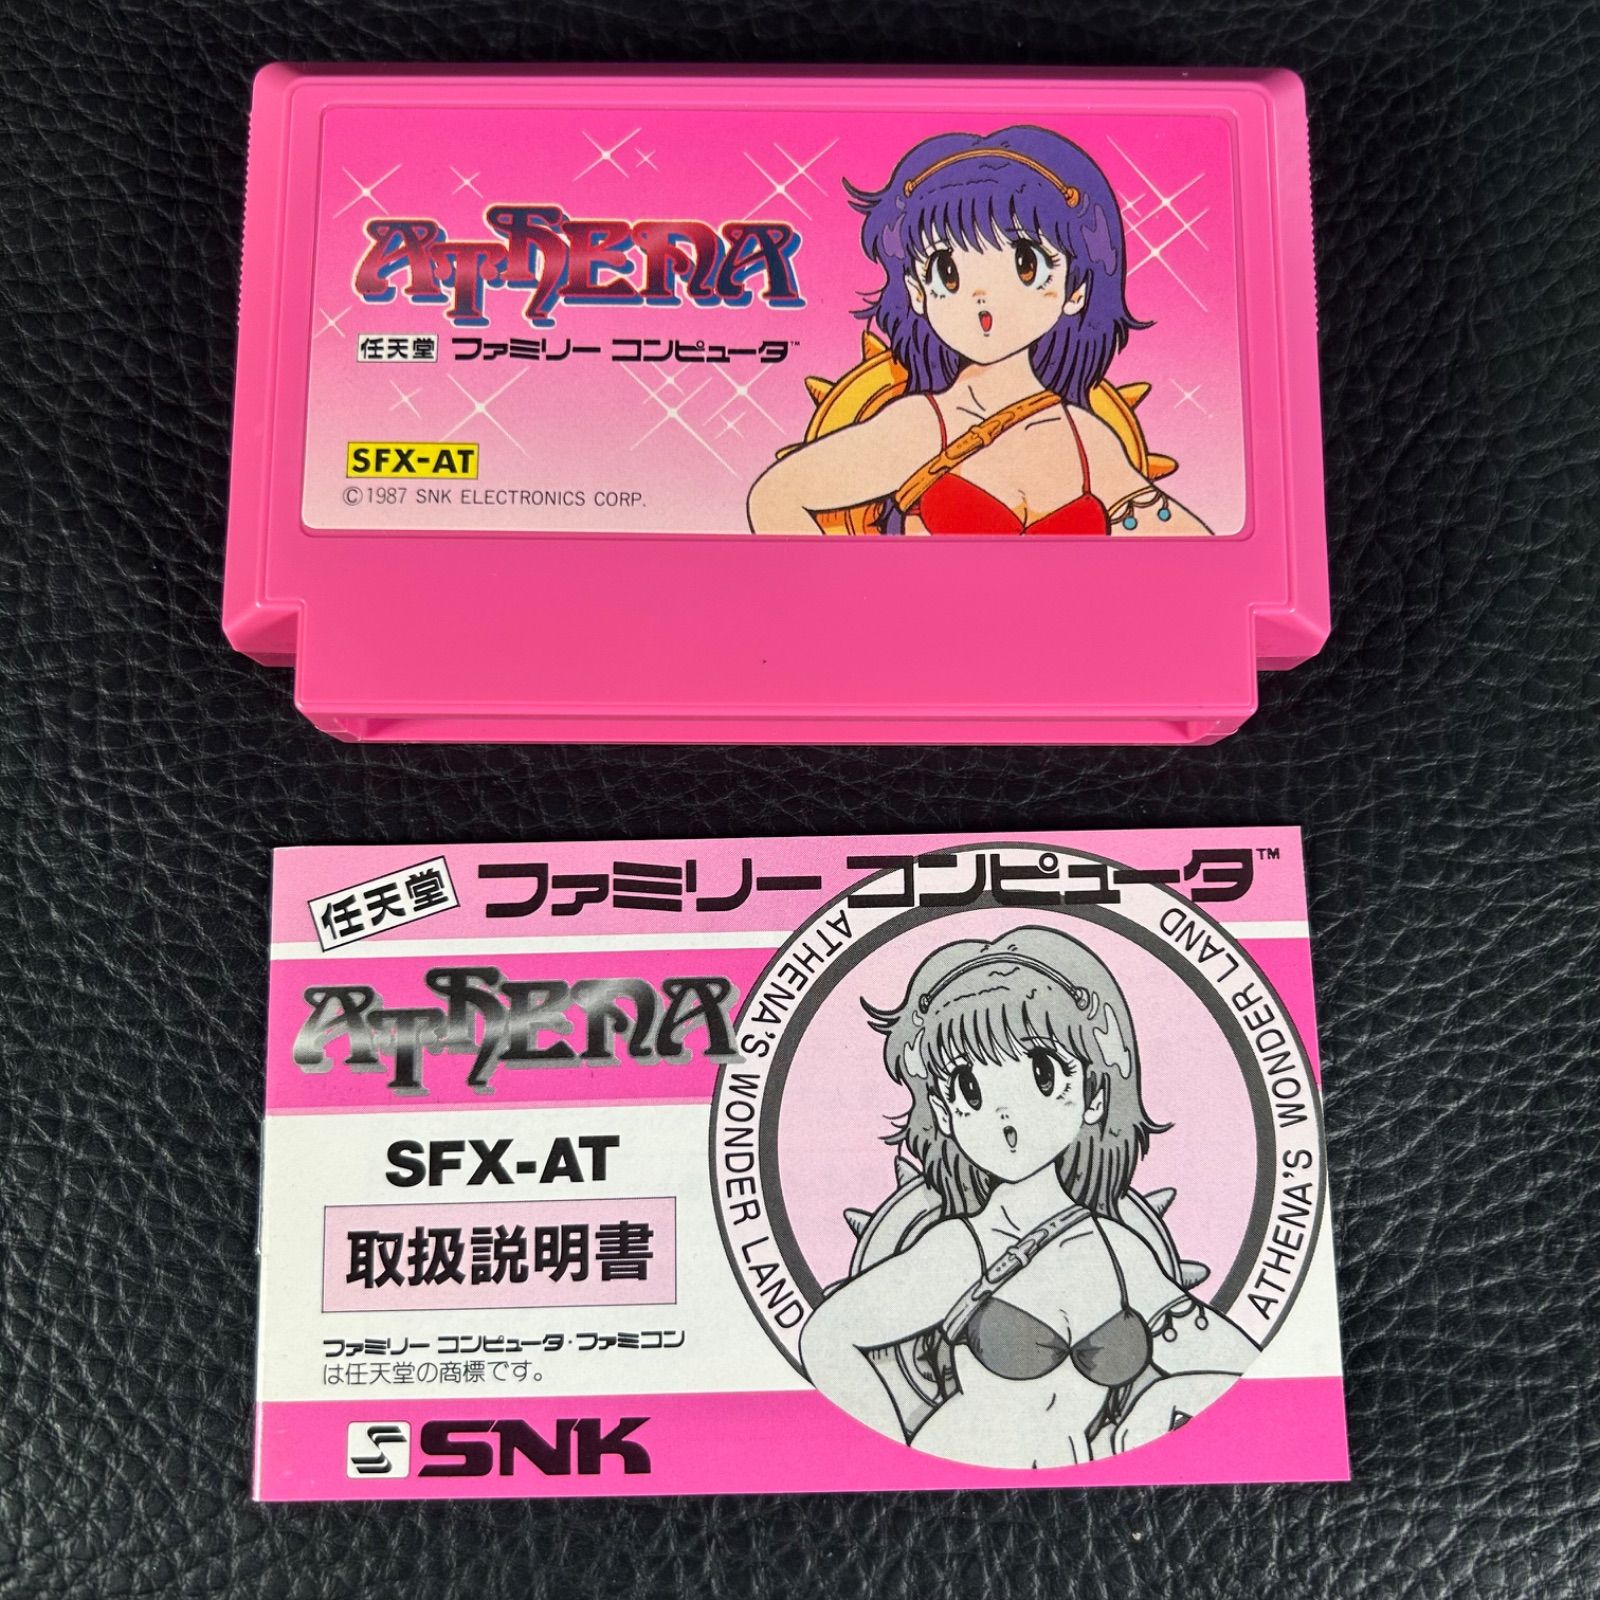 ATHENA
任天堂 ファミリー コンピュータ™
SFX-AT
©1987 SNK ELECTRONICS CORP.
任天堂 ファミリー コンピュータ™
ATHENA
ATHENA'S WONDER LAND
ATHENA'S WONDER LAND
SFX-AT
取扱説明書
ファミリー コンピュータ・ファミコン
は任天堂の商標です。
S SNK